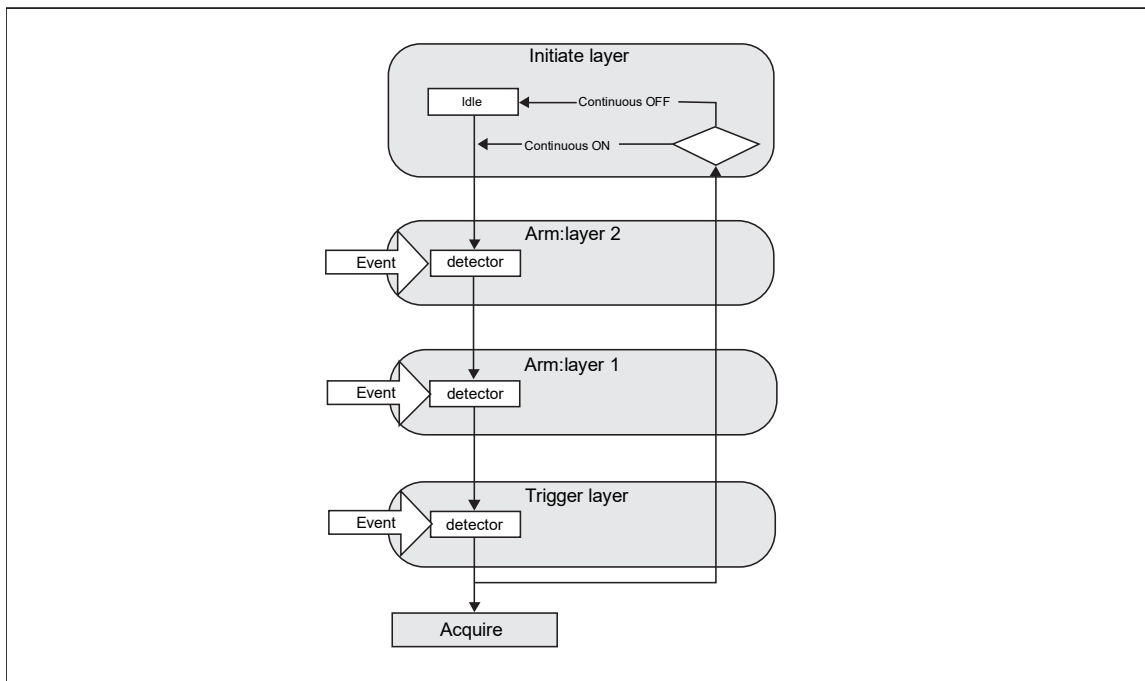 Initiate layer
Idle
Continuous OFF
Continuous ON
Arm:layer 2
Event
detector
Arm:layer 1
Event
detector
Trigger layer
Event
detector
Acquire